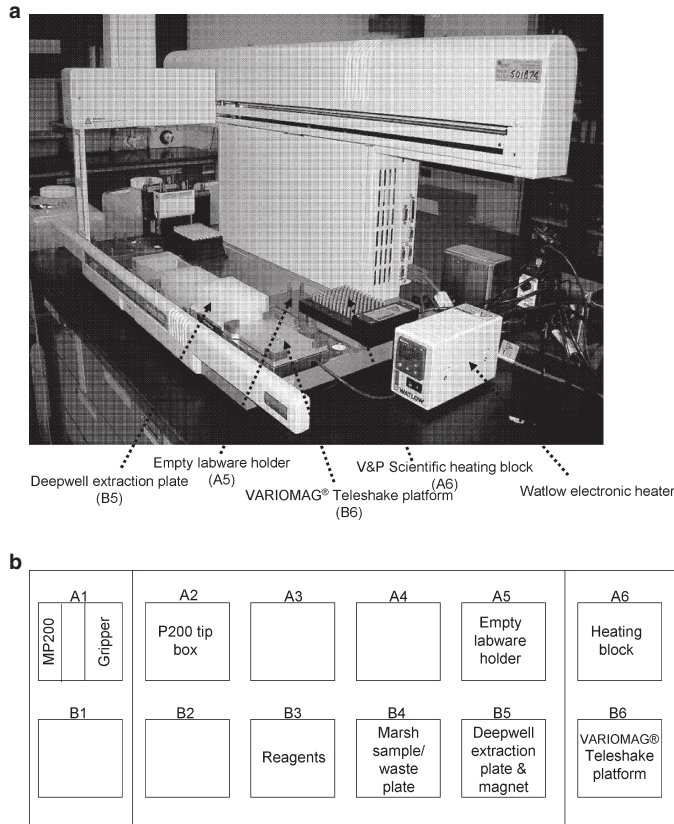 a
501874
WATLOW
Deepwell extraction plate
(B5)
Empty labware holder
(A5)
VARIOMAG® Teleshake platform
(B6)
V&P Scientific heating block
(A6)
Watlow electronic heater
b
A1
MP200
Gripper
A2
P200 tip
box
A3
A4
A5
Empty
labware
holder
A6
Heating
block
B1
B2
B3
Reagents
B4
Marsh
sample/
waste
plate
B5
Deepwell
extraction
plate &
magnet
B6
VARIOMAG®
Teleshake
platform